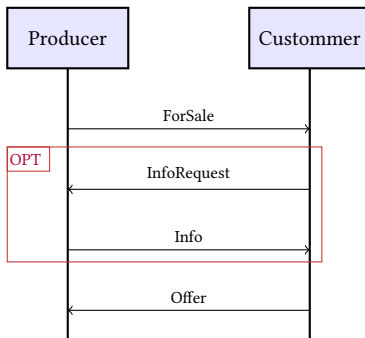 Producer
Custommer
ForSale
OPT
InfoRequest
Info
Offer